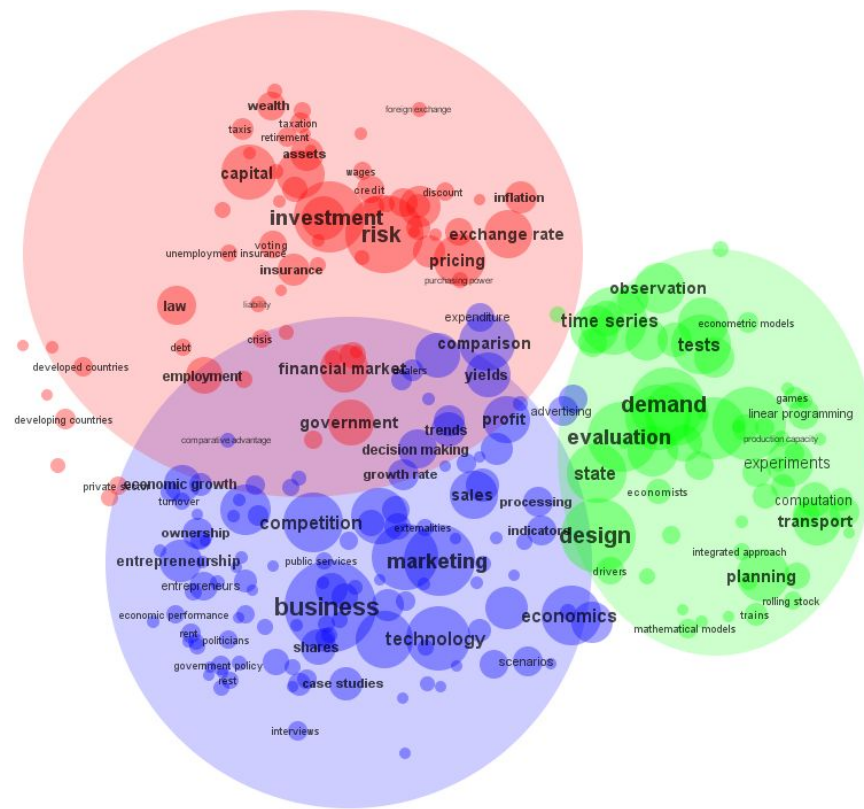 wealth
foreign exchange
taxis
taxation
retirement
assets
capital
wages
credit
discount
inflation
investment
risk
exchange rate
voting
unemployment insurance
insurance
pricing
purchasing power
law
liability
expenditure
debt
crisis
comparison
developed countries
employment
financial market
yields
developing countries
government
profit
advertising
trends
comparative advantage
decision making
growth rate
private sector
economic growth
turnover
sales
processing
competition
externalities
indicators
ownership
entrepreneurship
public services
marketing
entrepreneurs
business
economic performance
economics
rent
politicians
shares
technology
government policy
rest
case studies
scenarios
interviews
observation
time series
econometric models
tests
demand
games
linear programming
evaluation
production capacity
state
experiments
economists
computation
transport
design
integrated approach
drivers
planning
rolling stock
trains
mathematical models